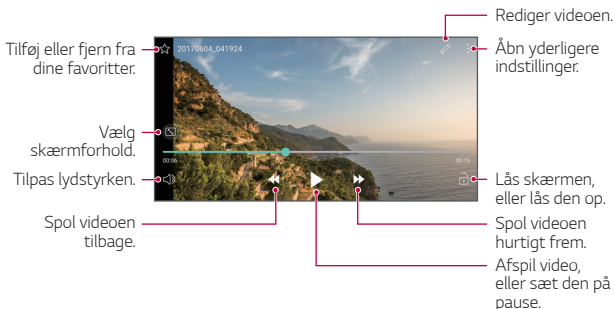 Rediger videoen.
Tilføj eller fjern fra
dine favoritter.
20170604_041924
Åbn yderligere
indstillinger.
Vælg
skærmforhold.
00:06
00:15
Tilpas lydstyrken.
Lås skærmen,
eller lås den op.
Spol videoen
tilbage.
Spol videoen
hurtigt frem.
Afspil video,
eller sæt den på
pause.